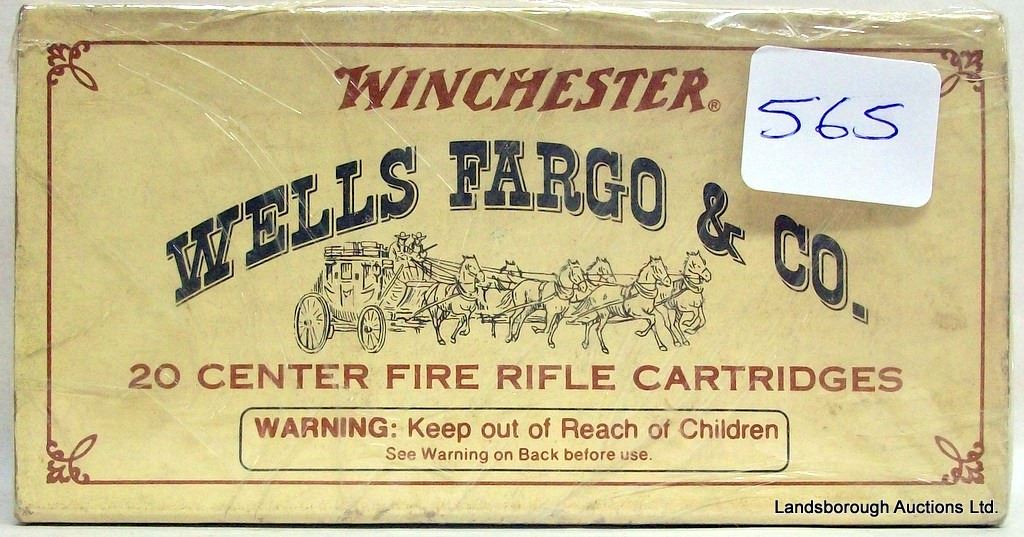 WINCHESTER®
565
WELLS FARGO & CO.
20 CENTER FIRE RIFLE CARTRIDGES
WARNING: Keep out of Reach of Children
See Warning on Back before use.
Landsborough Auctions Ltd.